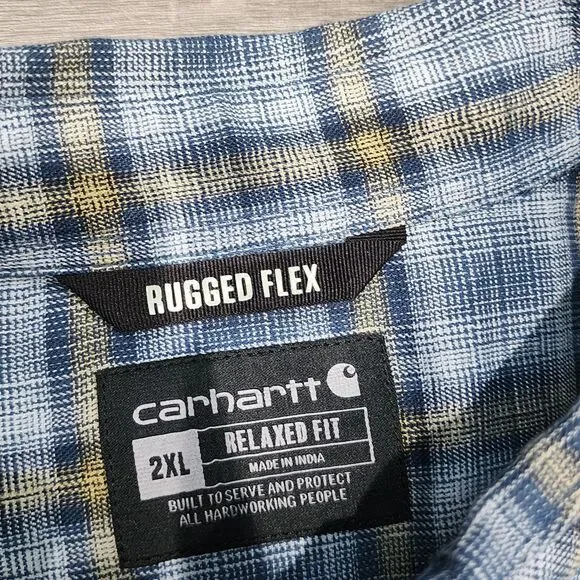 RUGGED FLEX
carhartt
2XL RELAXED FIT
MADE IN INDIA
BUILT TO SERVE AND PROTECT
ALL HARDWORKING PEOPLE